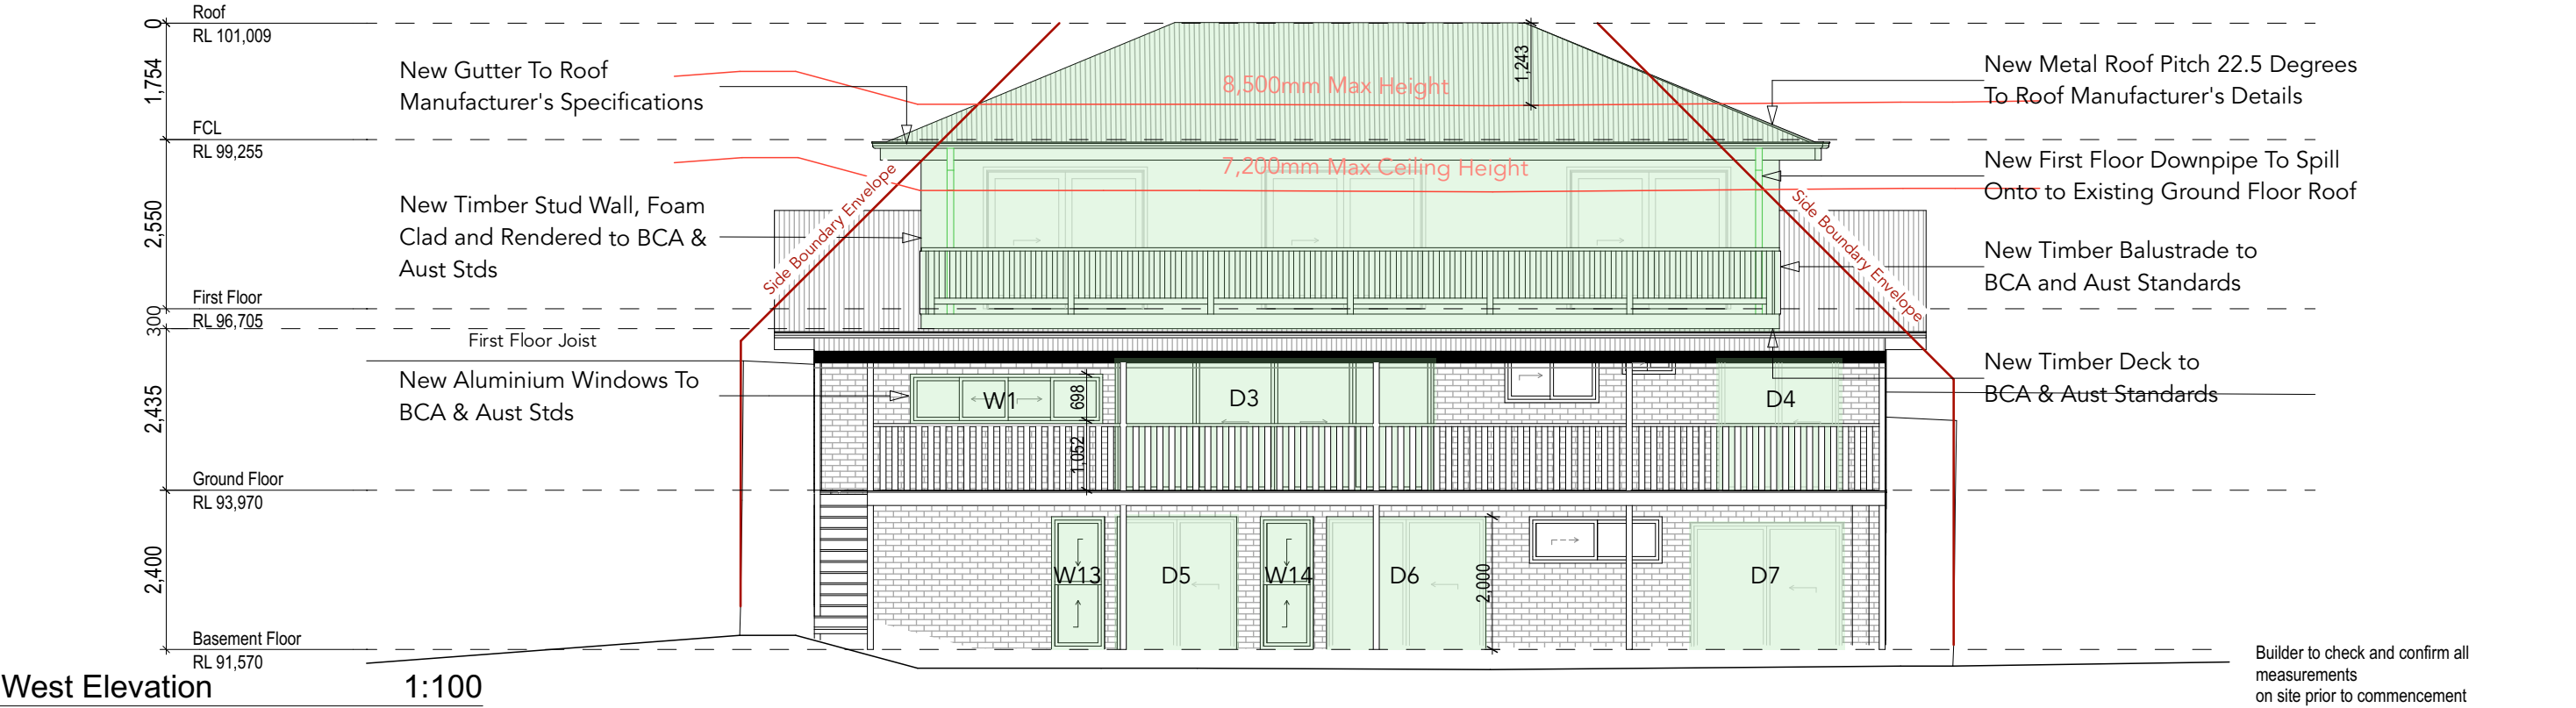 Roof
RL 101,009
0
1,754
FCL
RL 99,255
2,550
First Floor
RL 96,705
300
First Floor Joist
2,435
Ground Floor
RL 93,970
2,400
Basement Floor
RL 91,570
New Gutter To Roof
Manufacturer's Specifications
New Timber Stud Wall, Foam
Clad and Rendered to BCA &
Aust Stds
New Aluminium Windows To
BCA & Aust Stds
8,500mm Max Height
1,243
7,200mm Max Ceiling Height
Side Boundary Envelope
Side Boundary Envelope
W1
698
1,052
D3
D4
W13
D5
W14
D6
2,000
D7
New Metal Roof Pitch 22.5 Degrees
To Roof Manufacturer's Details
New First Floor Downpipe To Spill
Onto to Existing Ground Floor Roof
New Timber Balustrade to
BCA and Aust Standards
New Timber Deck to
BCA & Aust Standards
Builder to check and confirm all
measurements
on site prior to commencement
West Elevation 1:100